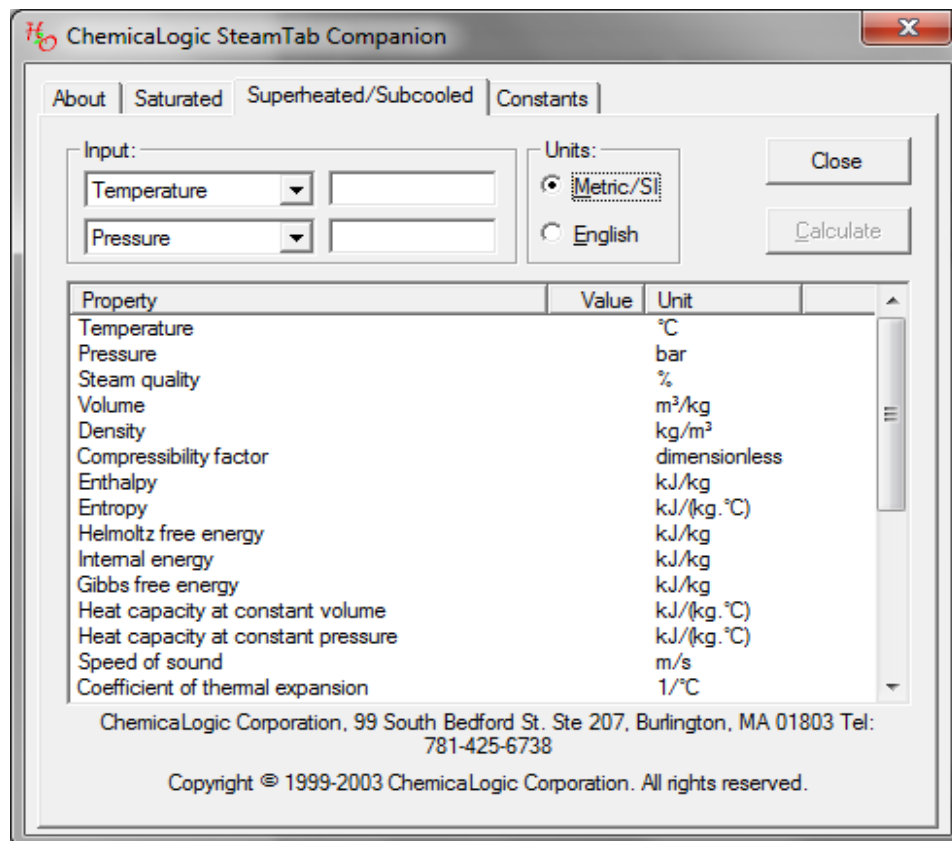 ChemicaLogic SteamTab Companion
About Saturated Superheated/Subcooled Constants
Input: Units:
Temperature Metric/SI Close
Pressure English Calculate
Property Value Unit
Temperature °C
Pressure bar
Steam quality %
Volume m³/kg
Density kg/m³
Compressibility factor dimensionless
Enthalpy kJ/kg
Entropy kJ/(kg.°C)
Helmoltz free energy kJ/kg
Internal energy kJ/kg
Gibbs free energy kJ/kg
Heat capacity at constant volume kJ/(kg.°C)
Heat capacity at constant pressure kJ/(kg.°C)
Speed of sound m/s
Coefficient of thermal expansion 1/°C
ChemicaLogic Corporation, 99 South Bedford St. Ste 207, Burlington, MA 01803 Tel:
781-425-6738
Copyright © 1999-2003 ChemicaLogic Corporation. All rights reserved.